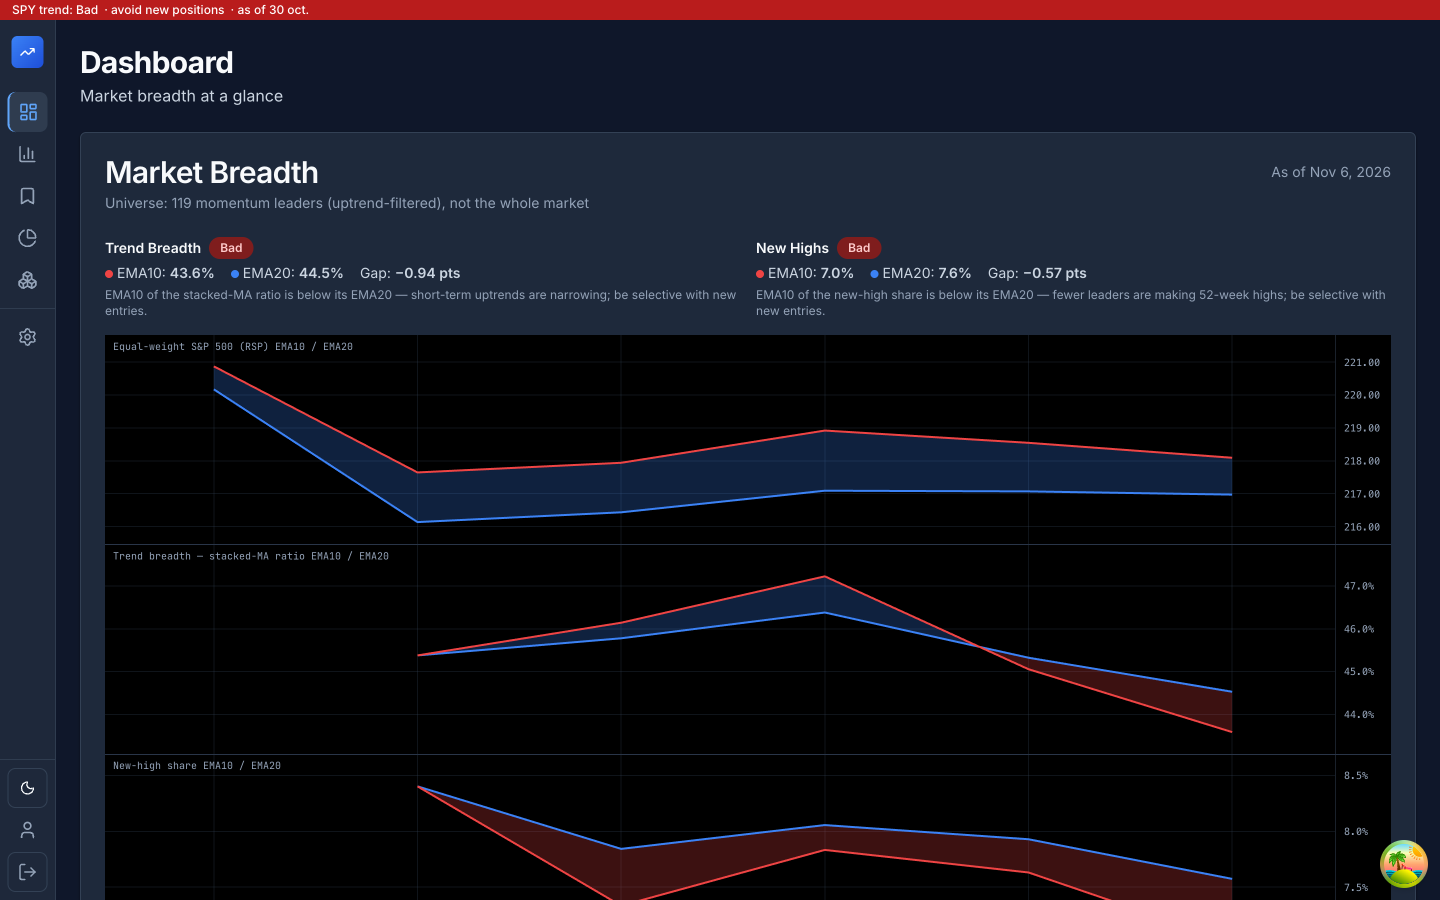 SPY trend: Bad · avoid new positions · as of 30 oct.
Dashboard
Market breadth at a glance
Market Breadth
As of Nov 6, 2026
Universe: 119 momentum leaders (uptrend-filtered), not the whole market
Trend Breadth Bad
EMA10: 43.6% EMA20: 44.5% Gap: −0.94 pts
EMA10 of the stacked-MA ratio is below its EMA20 — short-term uptrends are narrowing; be selective with new
entries.
New Highs Bad
EMA10: 7.0% EMA20: 7.6% Gap: −0.57 pts
EMA10 of the new-high share is below its EMA20 — fewer leaders are making 52-week highs; be selective with
new entries.
Equal-weight S&P 500 (RSP) EMA10 / EMA20
221.00
220.00
219.00
218.00
217.00
216.00
Trend breadth — stacked-MA ratio EMA10 / EMA20
47.0%
46.0%
45.0%
44.0%
New-high share EMA10 / EMA20
8.5%
8.0%
7.5%